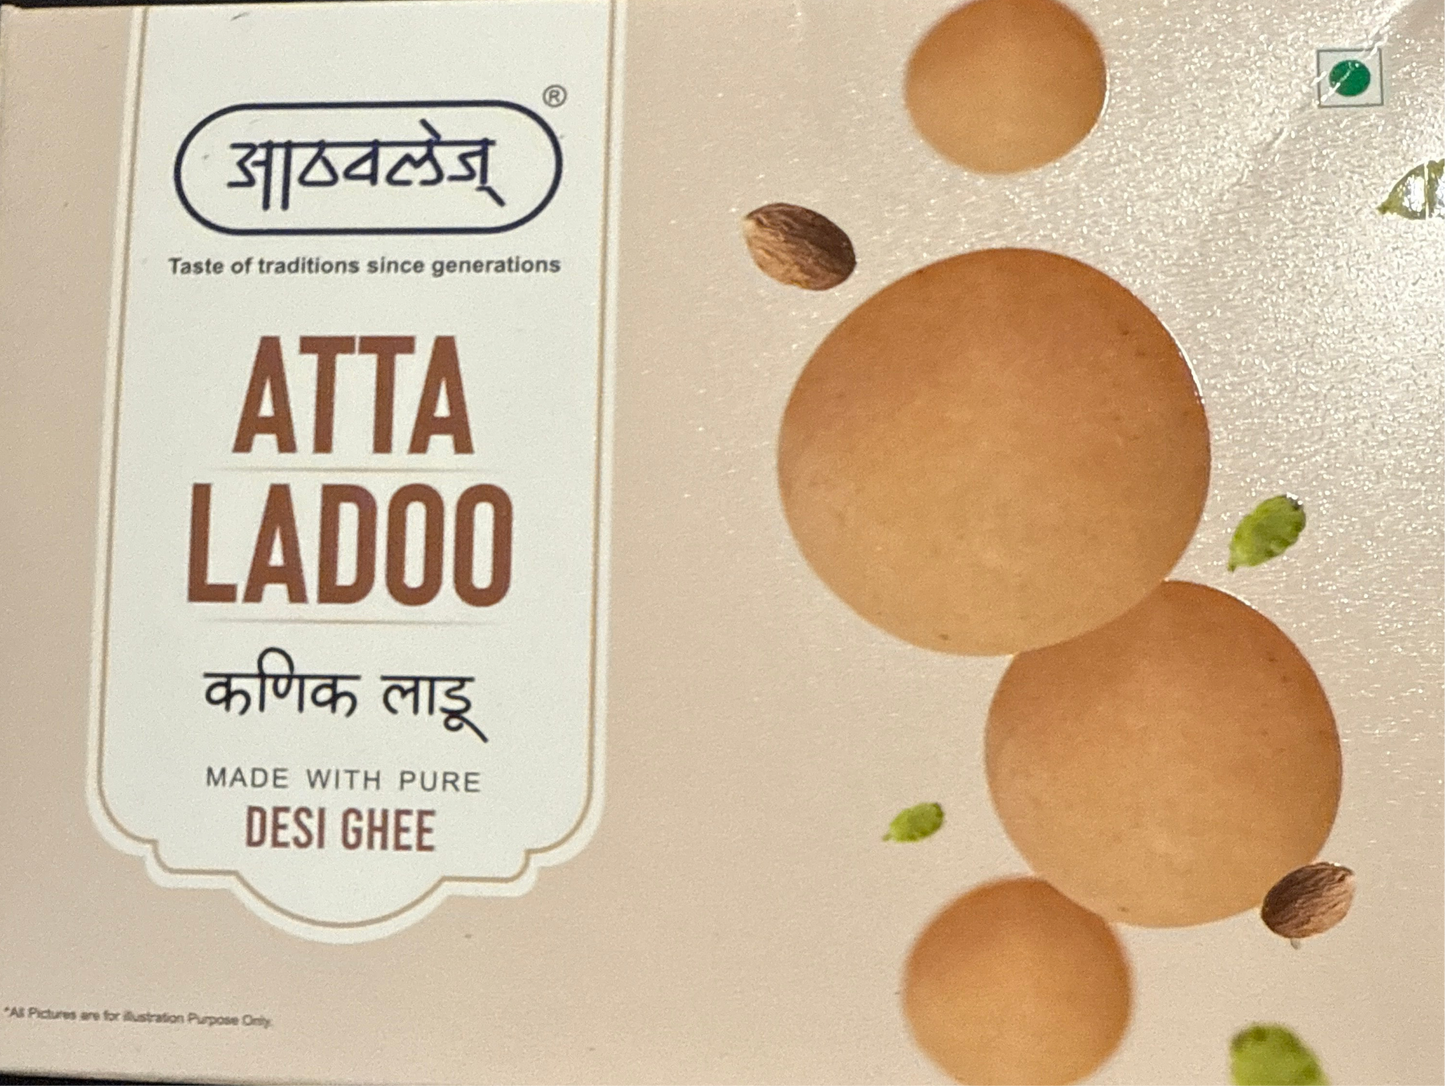 आठवलेज् ®
Taste of traditions since generations
ATTA
LADOO
कणिक लाडू
MADE WITH PURE
DESI GHEE
*All Pictures are for illustration Purpose Only.